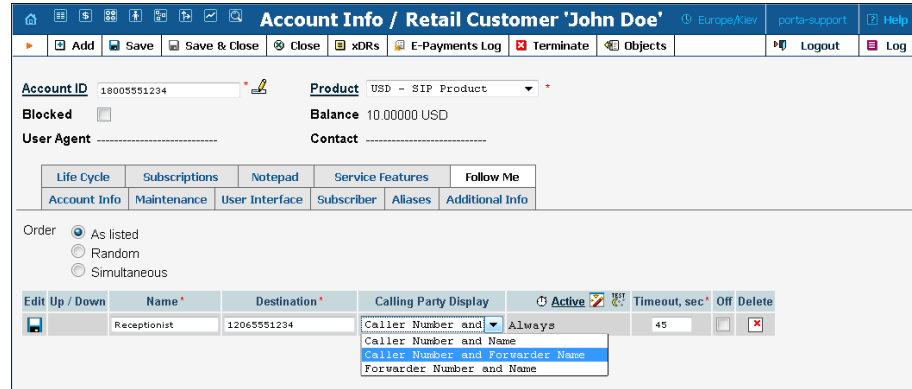 Account Info / Retail Customer 'John Doe' Europe/Kiev porta-support ? Help
Add Save Save & Close Close xDRs E-Payments Log Terminate Objects Logout Log
Account ID 18005551234 * Product USD - SIP Product *
Blocked Balance 10.00000 USD
User Agent ---------------------------- Contact ----------------------------
Life Cycle Subscriptions Notepad Service Features Follow Me
Account Info Maintenance User Interface Subscriber Aliases Additional Info
Order As listed
Random
Simultaneous
Edit Up / Down Name* Destination* Calling Party Display Active TEST Timeout, sec* Off Delete
Receptionist 12065551234 Caller Number and Always 45
Caller Number and Name
Caller Number and Forwarder Name
Forwarder Number and Name